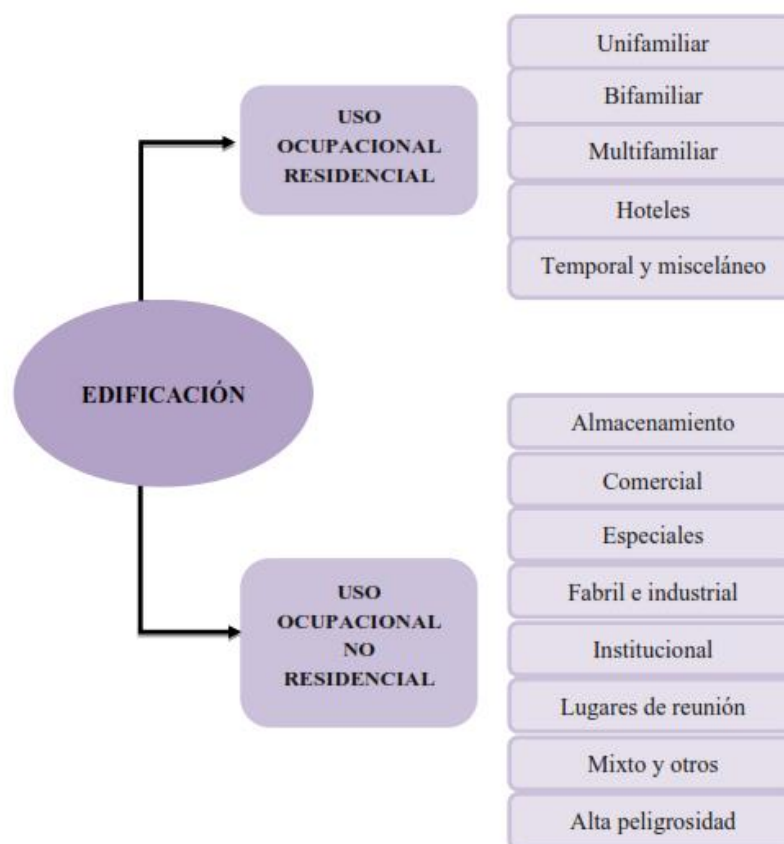 EDIFICACIÓN
USO
OCUPACIONAL
RESIDENCIAL
Unifamiliar
Bifamiliar
Multifamiliar
Hoteles
Temporal y misceláneo
USO
OCUPACIONAL
NO
RESIDENCIAL
Almacenamiento
Comercial
Especiales
Fabril e industrial
Institucional
Lugares de reunión
Mixto y otros
Alta peligrosidad